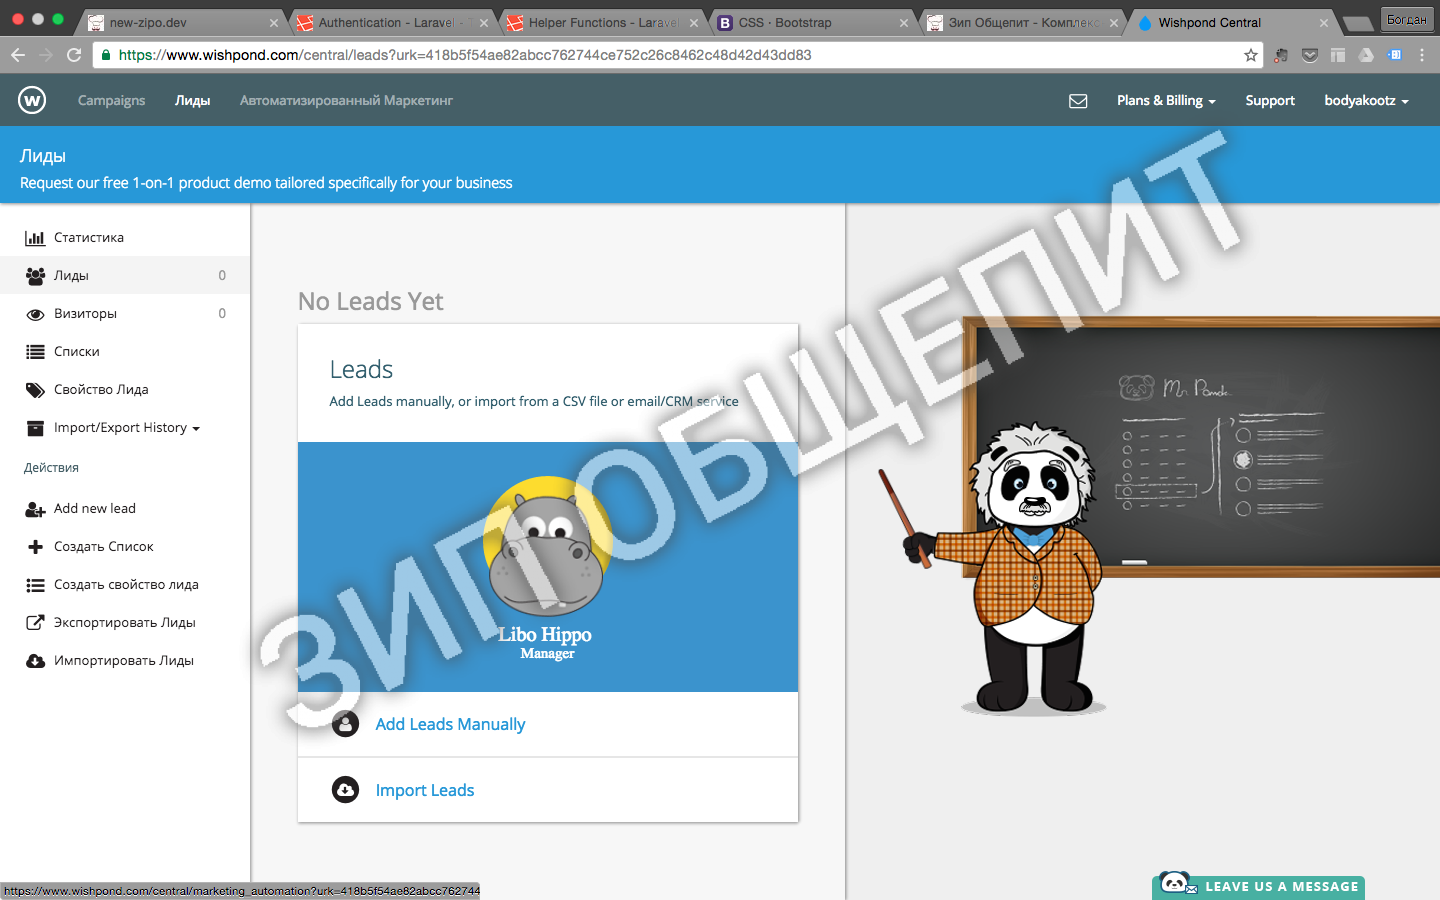 new-zipo.dev
Authentication - Laravel - T
Helper Functions - Laravel
CSS · Bootstrap
Зип Общепит - Комплекс
Wishpond Central
Богдан
https://www.wishpond.com/central/leads?urk=418b5f54ae82abcc762744ce752c26c8462c48d42d43dd83
W
Campaigns
Лиды
Автоматизированный Маркетинг
Plans & Billing
Support
bodyakootz
Лиды
Request our free 1-on-1 product demo tailored specifically for your business
Статистика
Лиды 0
Визиторы 0
Списки
Свойство Лида
Import/Export History
Действия
Add new lead
Создать Список
Создать свойство лида
Экспортировать Лиды
Импортировать Лиды
No Leads Yet
Leads
Add Leads manually, or import from a CSV file or email/CRM service
Libo Hippo
Manager
Add Leads Manually
Import Leads
ЗИП ОБЩЕПИТ
Mr. Panda
https://www.wishpond.com/central/marketing_automation?urk=418b5f54ae82abcc762744
LEAVE US A MESSAGE